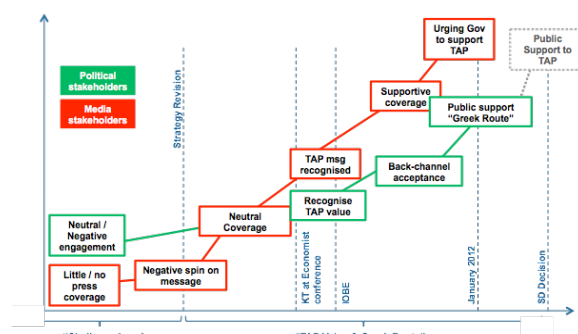 Urging Gov
to support
TAP
Public
Support to
TAP
Political
stakeholders
Media
stakeholders
Strategy Revision
Supportive
coverage
Public support
"Greek Route"
TAP msg
recognised
Back-channel
acceptance
Recognise
TAP value
Neutral
Coverage
Neutral /
Negative
engagement
Negative spin on
message
Little / no
press
coverage
KT at Economist
conference
IOBE
January 2012
SD Decision